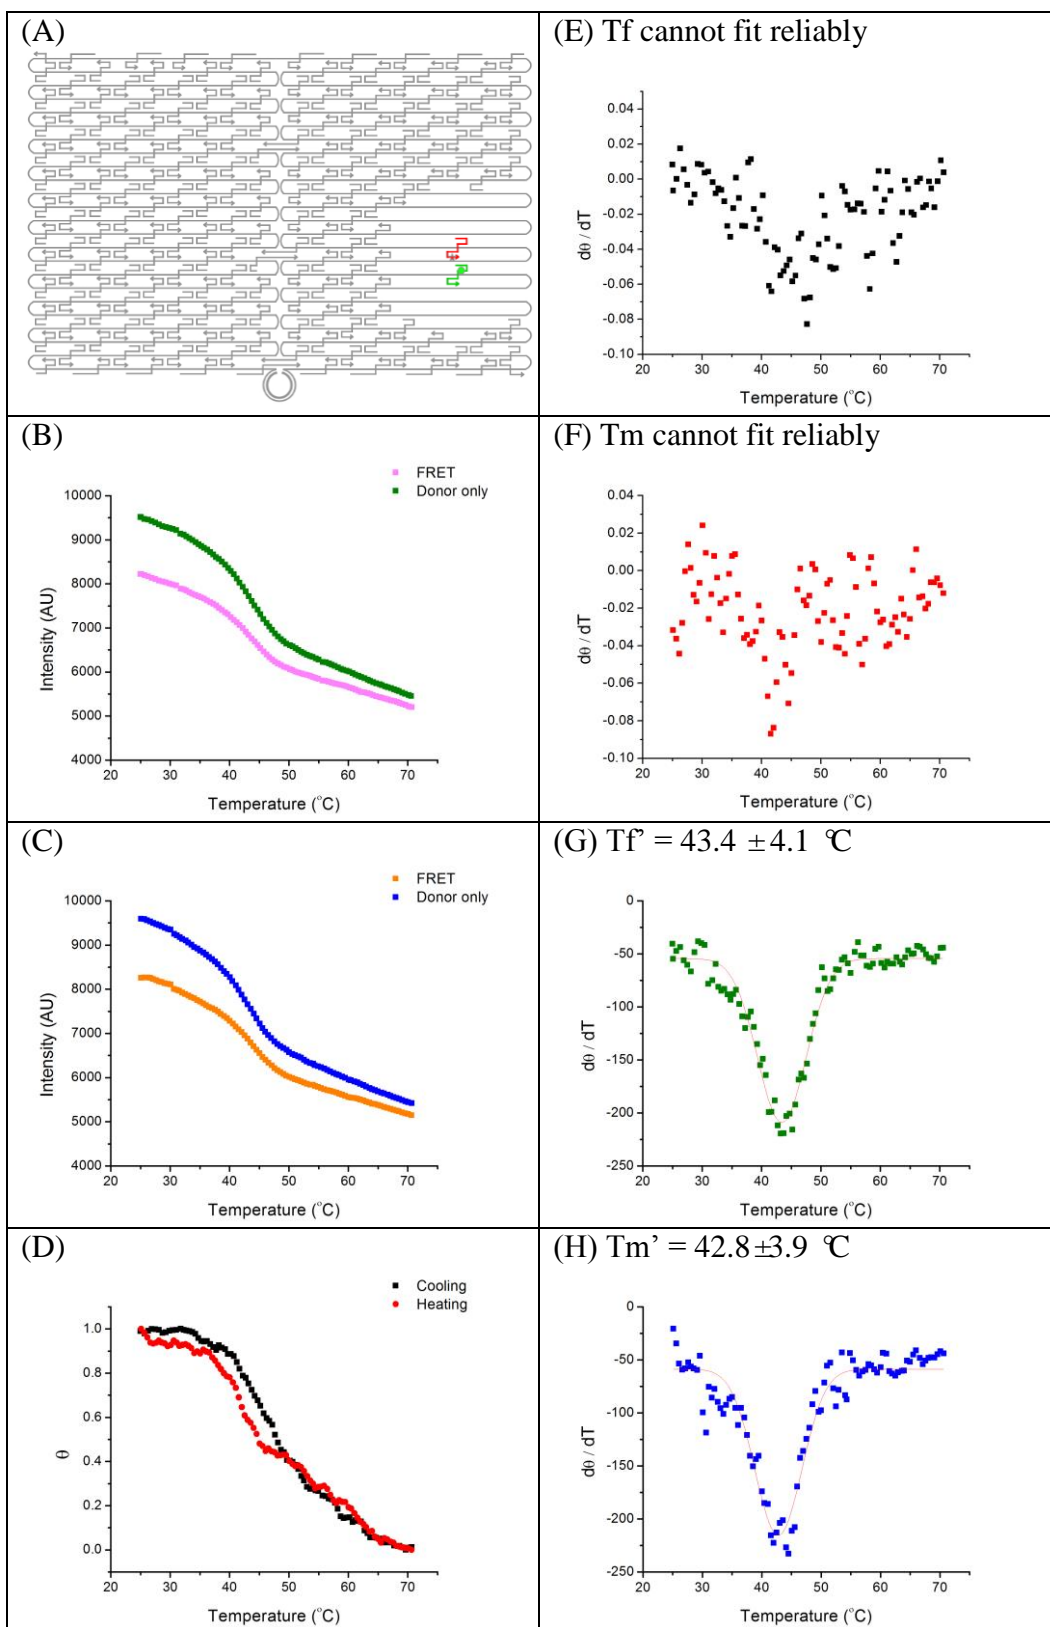 (A)
(E) Tf cannot fit reliably
0.04
0.02
0.00
-0.02
-0.04
-0.06
-0.08
-0.10
dθ / dT
20 30 40 50 60 70
Temperature (°C)
(B)
FRET
Donor only
10000
9000
8000
7000
6000
5000
4000
Intensity (AU)
20 30 40 50 60 70
Temperature (°C)
(F) Tm cannot fit reliably
0.04
0.02
0.00
-0.02
-0.04
-0.06
-0.08
-0.10
dθ / dT
20 30 40 50 60 70
Temperature (°C)
(C)
FRET
Donor only
10000
9000
8000
7000
6000
5000
4000
Intensity (AU)
20 30 40 50 60 70
Temperature (°C)
(G) Tf’ = 43.4 ±4.1 ℃
0
-50
-100
-150
-200
-250
dθ / dT
20 30 40 50 60 70
Temperature (°C)
(D)
Cooling
Heating
1.0
0.8
0.6
0.4
0.2
0.0
θ
20 30 40 50 60 70
Temperature (°C)
(H) Tm’ = 42.8±3.9 ℃
0
-50
-100
-150
-200
-250
dθ / dT
20 30 40 50 60 70
Temperature (°C)